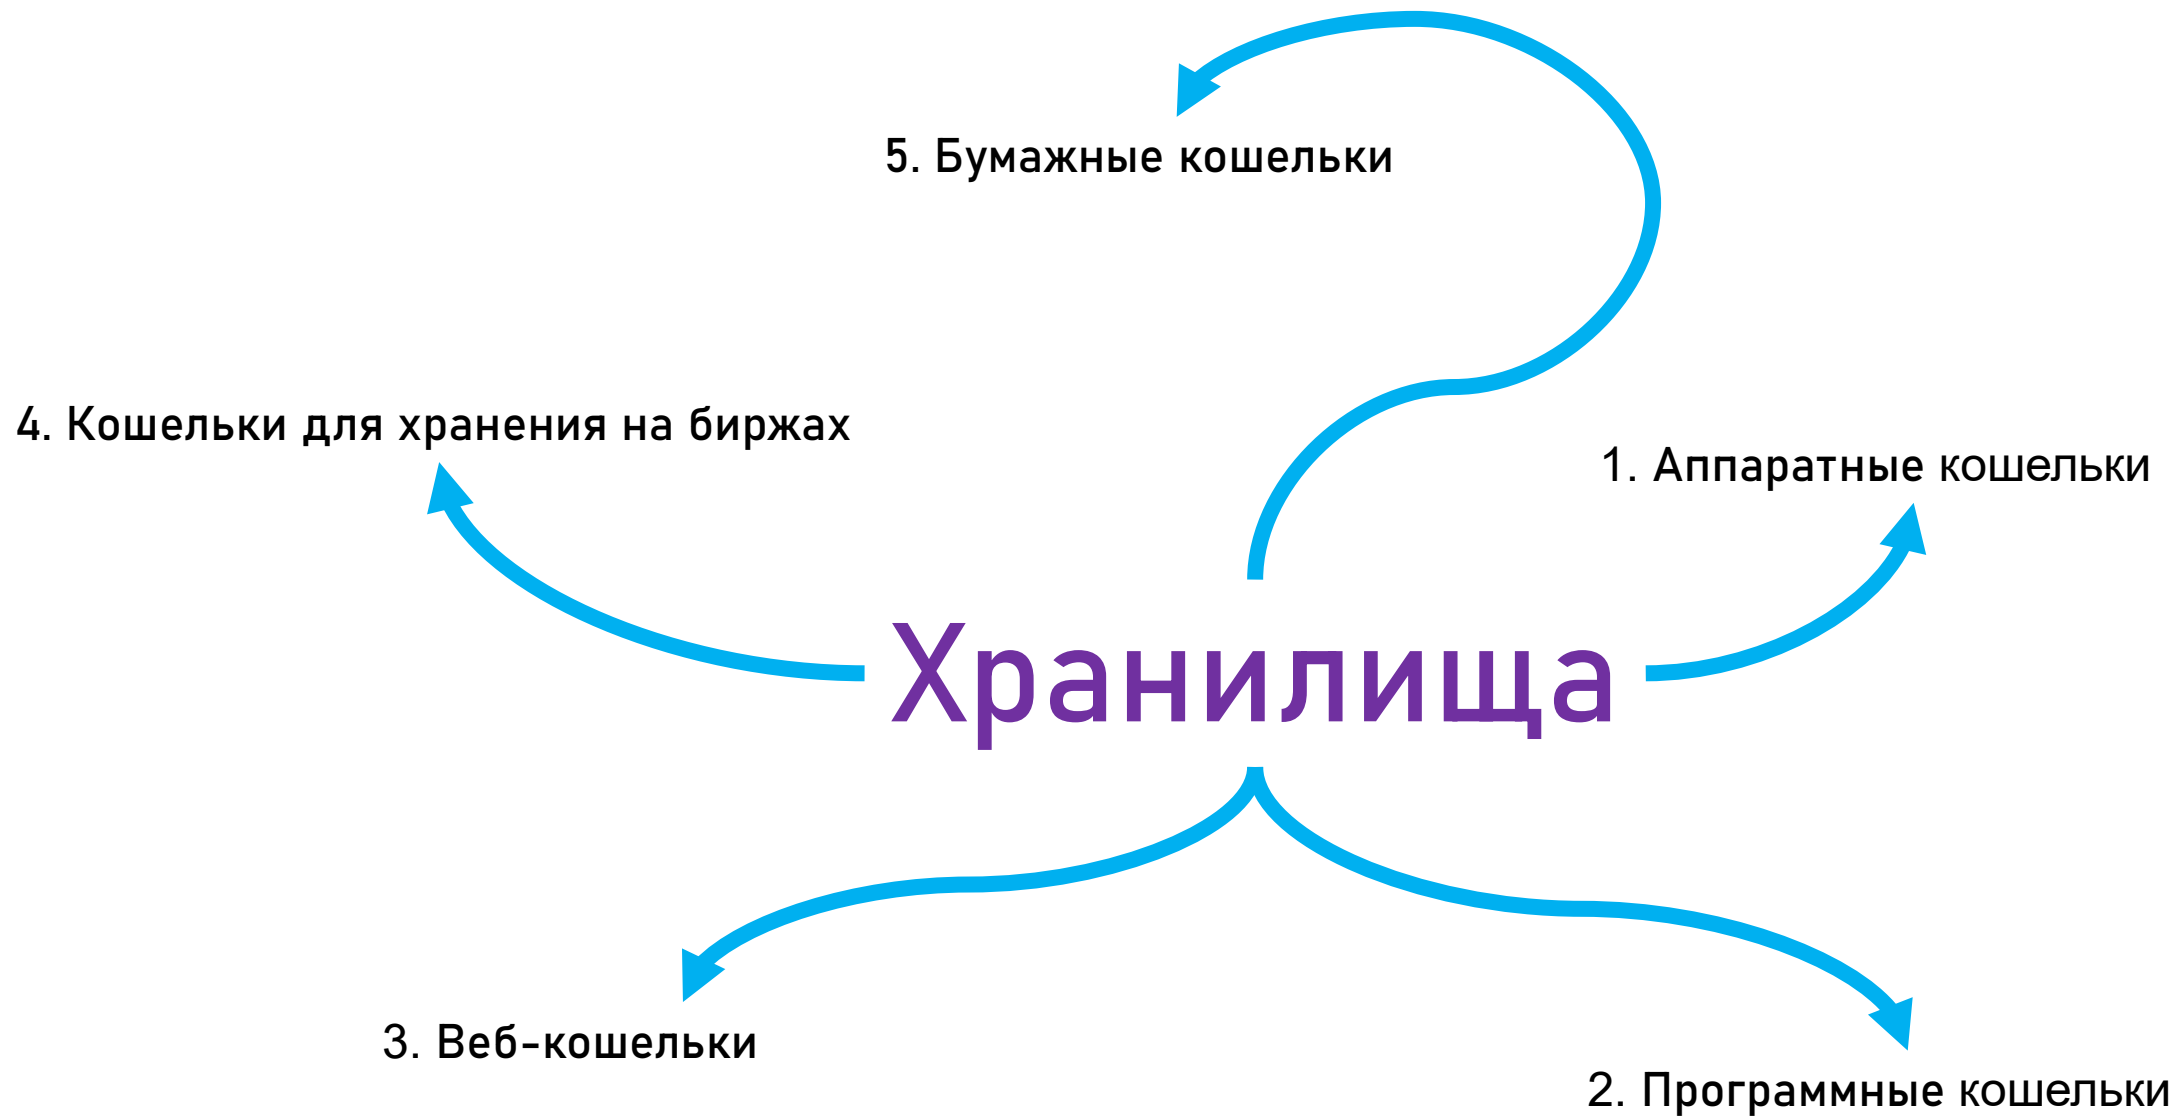 5. Бумажные кошельки
4. Кошельки для хранения на биржах
1. Аппаратные кошельки
Хранилища
3. Веб-кошельки
2. Программные кошельки